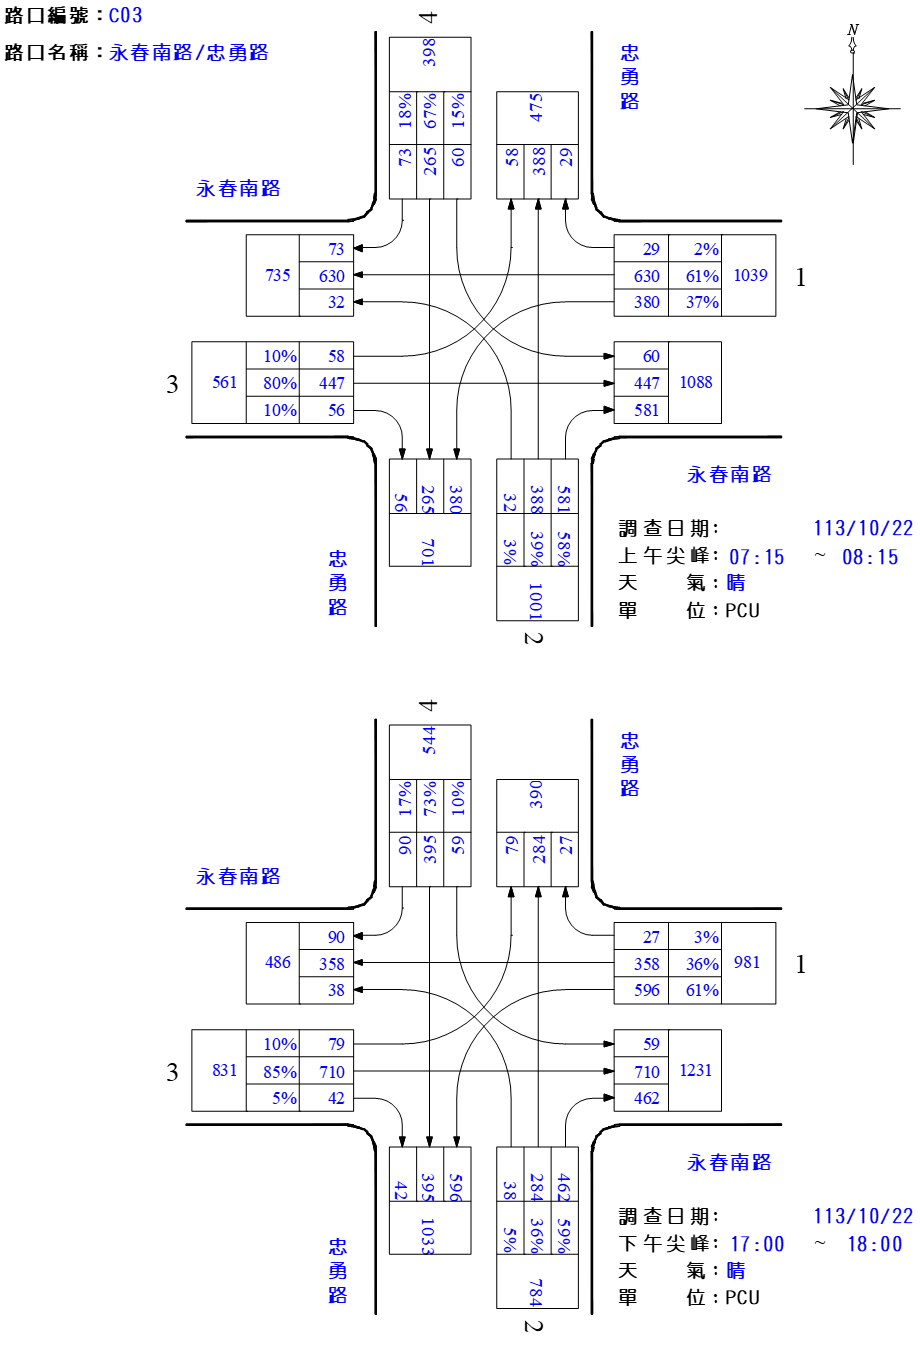 路口編號：C03
路口名稱：永春南路/忠勇路
N
4
398
18% 67% 15%
73 265 60
475
58 388 29
忠勇路
永春南路
735
73
630
32
29 2%
630 61%
380 37%
1039
1
3
561
10% 58
80% 447
10% 56
60
447
581
1088
56 265 380
701
32 388 581
3% 39% 58%
1001
2
忠勇路
永春南路
調查日期： 113/10/22
上午尖峰：07:15 ~ 08:15
天 氣：晴
單 位：PCU
4
544
17% 73% 10%
90 395 59
390
79 284 27
忠勇路
永春南路
486
90
358
38
27 3%
358 36%
596 61%
981
1
3
831
10% 79
85% 710
5% 42
59
710
462
1231
42 395 596
1033
38 284 462
5% 36% 59%
784
2
忠勇路
永春南路
調查日期： 113/10/22
下午尖峰：17:00 ~ 18:00
天 氣：晴
單 位：PCU